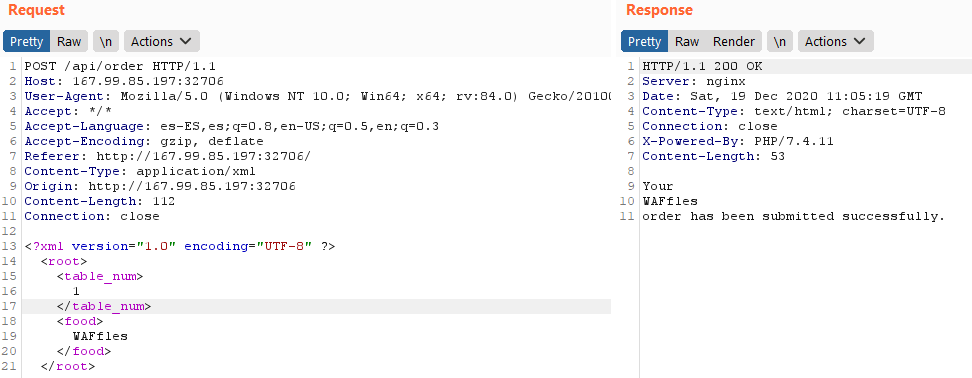 Request
Pretty Raw \n Actions
1 POST /api/order HTTP/1.1
2 Host: 167.99.85.197:32706
3 User-Agent: Mozilla/5.0 (Windows NT 10.0; Win64; x64; rv:84.0) Gecko/20100
4 Accept: */*
5 Accept-Language: es-ES,es;q=0.8,en-US;q=0.5,en;q=0.3
6 Accept-Encoding: gzip, deflate
7 Referer: http://167.99.85.197:32706/
8 Content-Type: application/xml
9 Origin: http://167.99.85.197:32706
10 Content-Length: 112
11 Connection: close
12
13 <?xml version="1.0" encoding="UTF-8" ?>
14 <root>
15 <table_num>
16 1
17 </table_num>
18 <food>
19 WAFfles
20 </food>
21 </root>
Response
Pretty Raw Render \n Actions
1 HTTP/1.1 200 OK
2 Server: nginx
3 Date: Sat, 19 Dec 2020 11:05:19 GMT
4 Content-Type: text/html; charset=UTF-8
5 Connection: close
6 X-Powered-By: PHP/7.4.11
7 Content-Length: 53
8
9 Your
10 WAFfles
11 order has been submitted successfully.